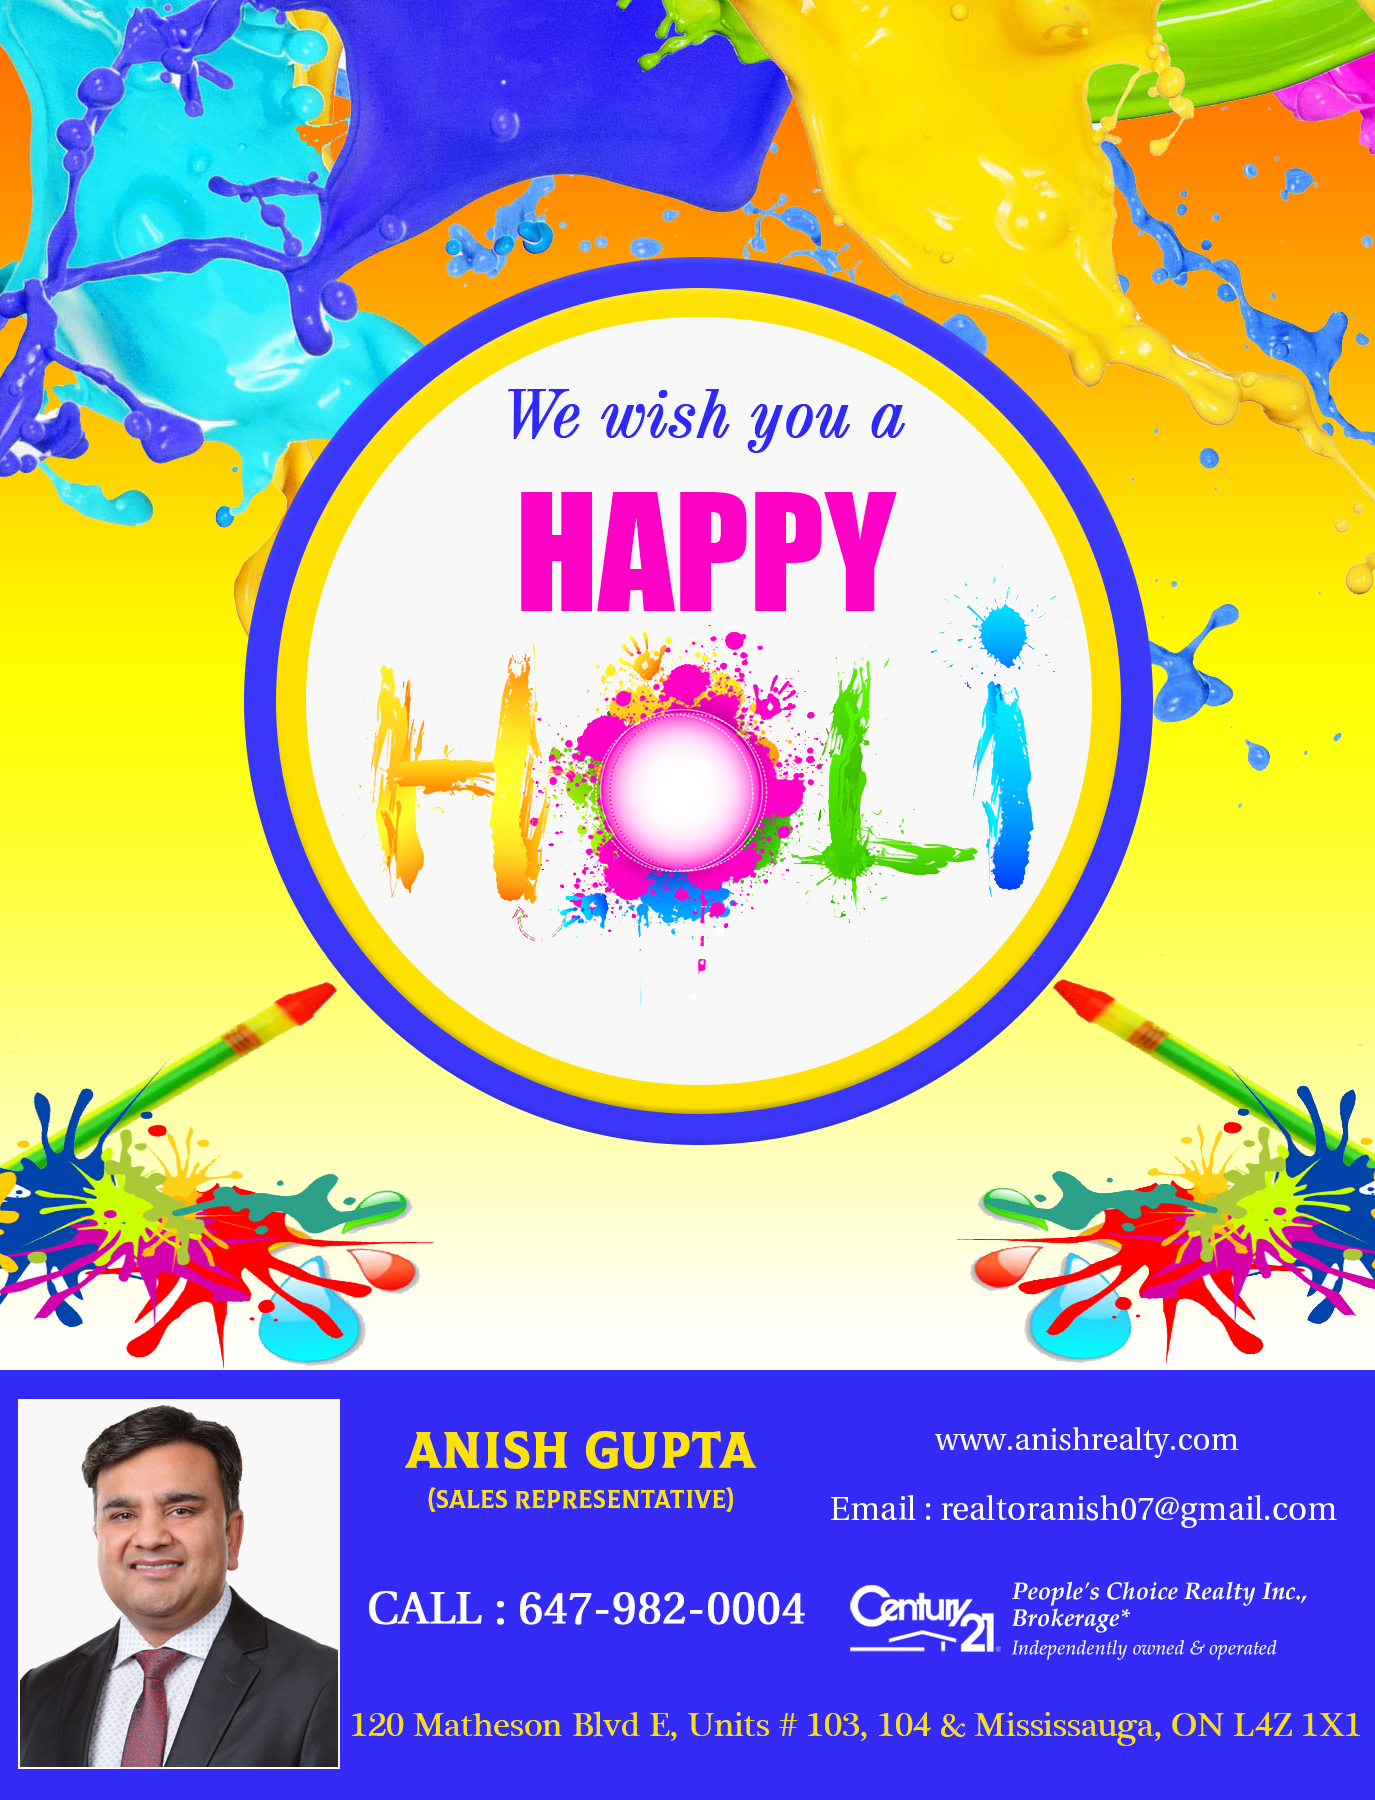 We wish you a
HAPPY
HOLi
ANISH GUPTA
(SALES REPRESENTATIVE)
CALL : 647-982-0004
www.anishrealty.com
Email : realtoranish07@gmail.com
Century 21®
People's Choice Realty Inc.,
Brokerage*
Independently owned & operated
120 Matheson Blvd E, Units # 103, 104 & Mississauga, ON L4Z 1X1